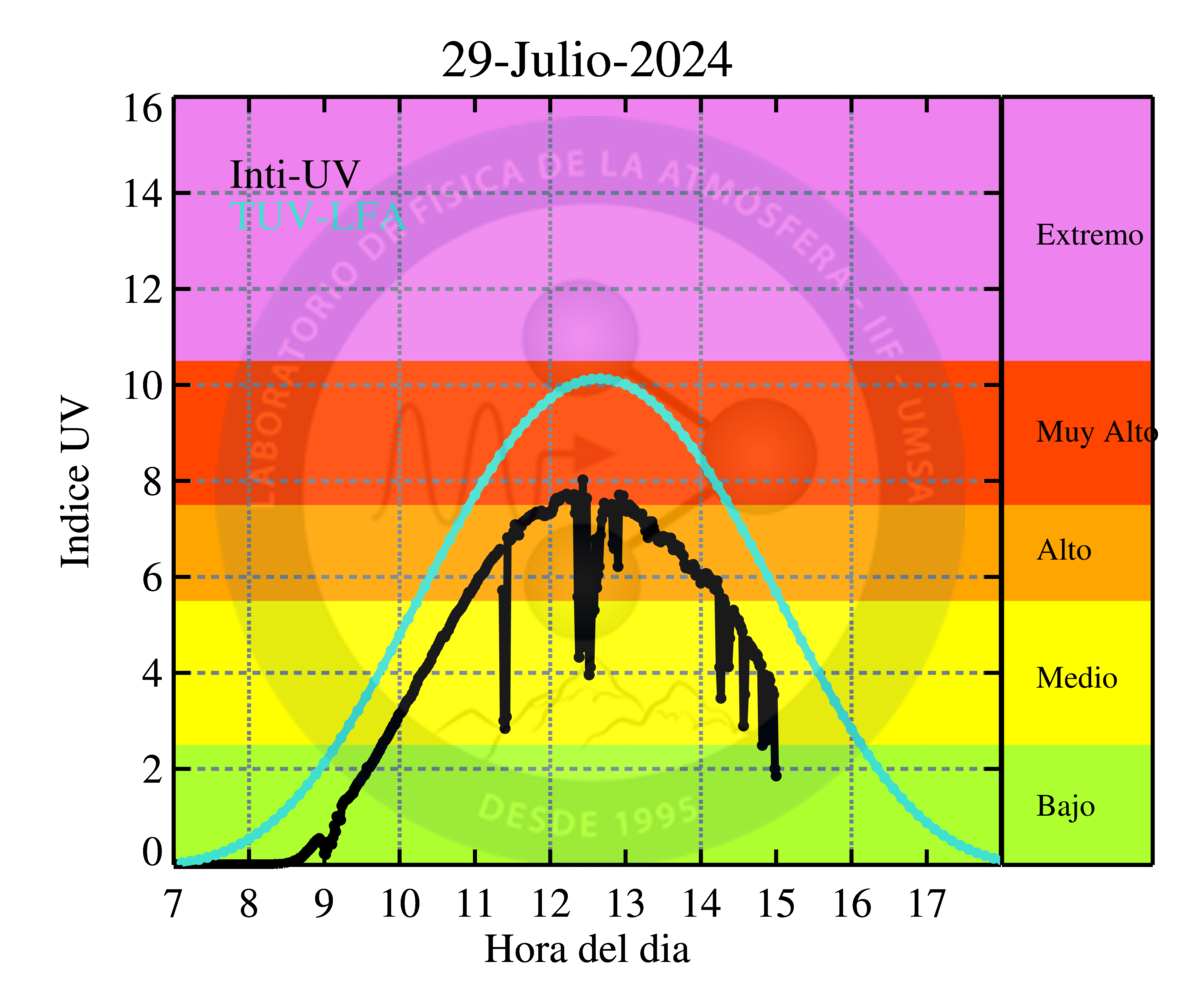 29-Julio-2024
Inti-UV
TUV-LFA
LABORATORIO DE FÍSICA DE LA ATMÓSFERA - IIF - UMSA
DESDE 1995
Indice UV
16
14
12
10
8
6
4
2
0
Extremo
Muy Alto
Alto
Medio
Bajo
7 8 9 10 11 12 13 14 15 16 17
Hora del dia